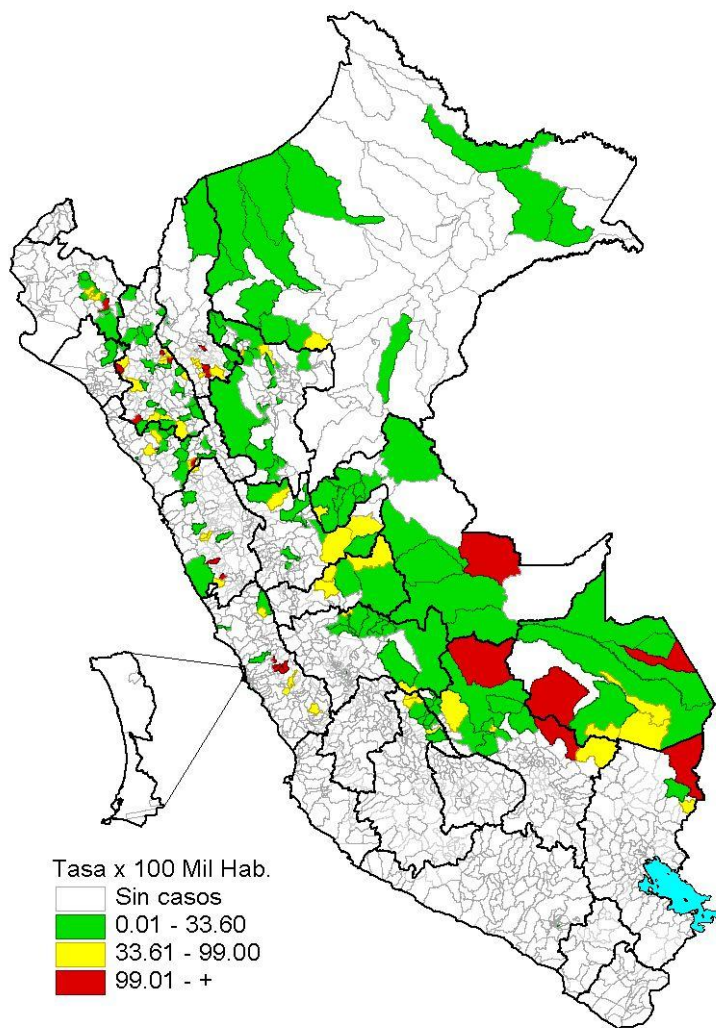 Tasa x 100 Mil Hab.
Sin casos
0.01 - 33.60
33.61 - 99.00
99.01 - +